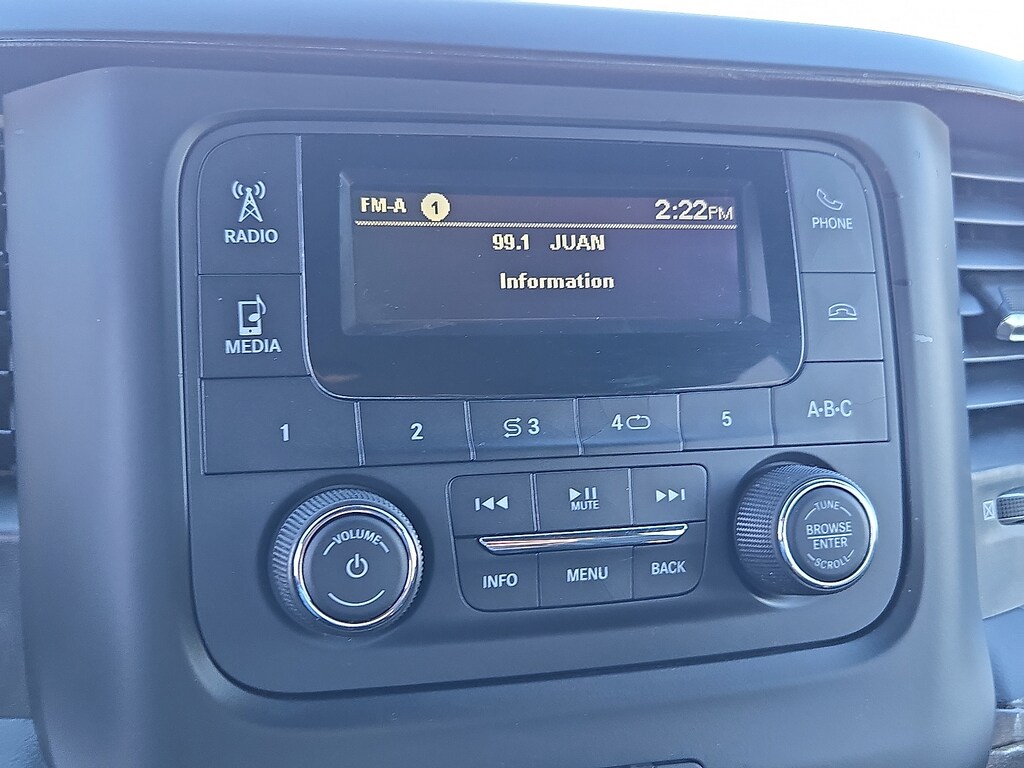 FM-A 1 2:22PM
99.1 JUAN
Information
RADIO
MEDIA
PHONE
1 2 3 4 5 A·B·C
MUTE
VOLUME
INFO MENU BACK
TUNE
BROWSE
ENTER
SCROLL